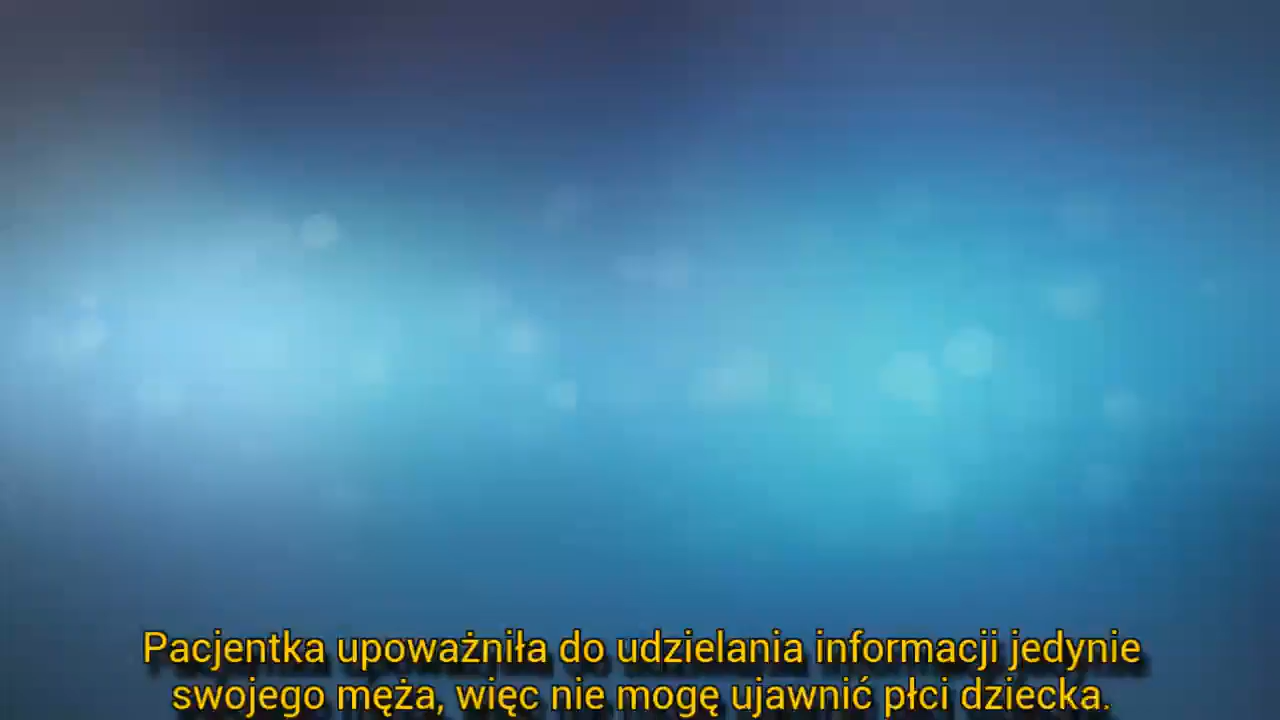 Pacjentka upoważniła do udzielania informacji jedynie
swojego męża, więc nie mogę ujawnić płci dziecka.